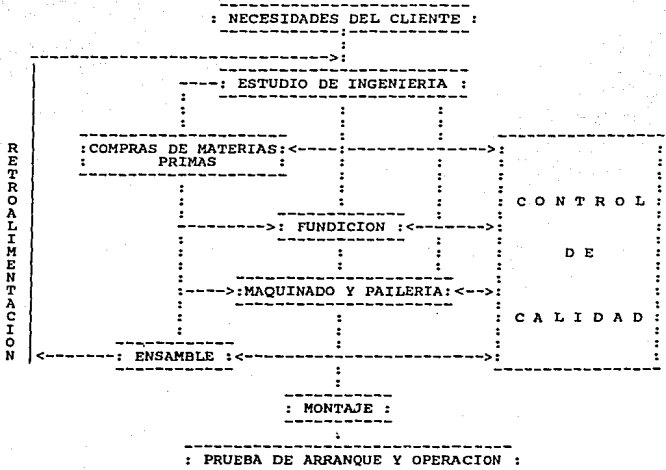 NECESIDADES DEL CLIENTE
ESTUDIO DE INGENIERIA
RETROALIMENTACION
COMPRAS DE MATERIAS
PRIMAS
CONTROL
FUNDICION
DE
MAQUINADO Y PAILERIA
CALIDAD
ENSAMBLE
MONTAJE
PRUEBA DE ARRANQUE Y OPERACION